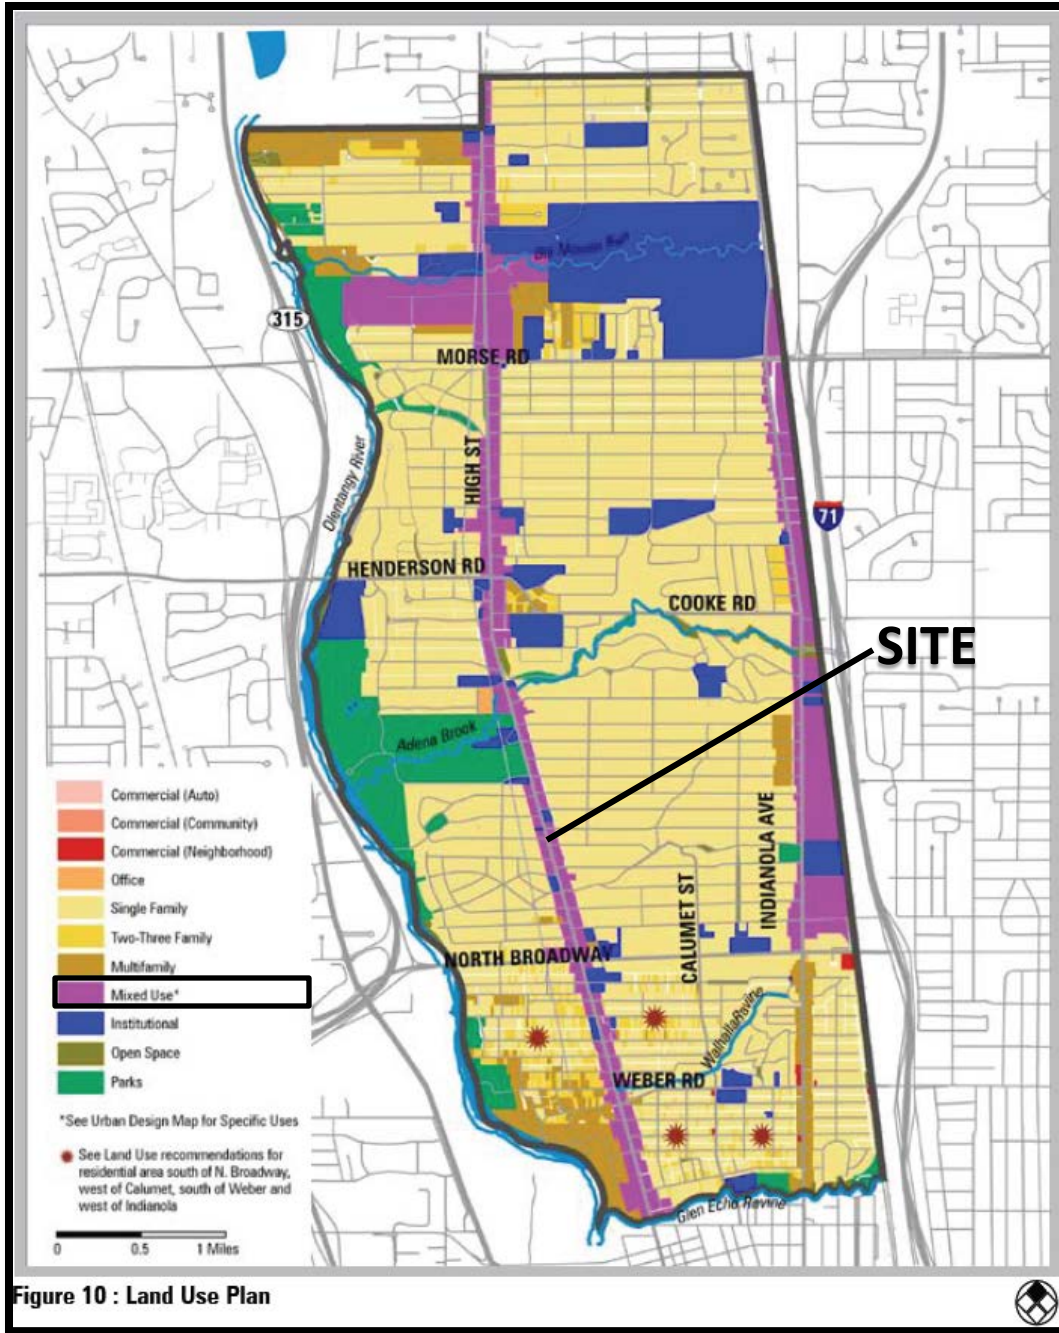 Big Momma Run
315
MORSE RD
HIGH ST
Olentangy River
71
HENDERSON RD
COOKE RD
SITE
Adena Brook
INDIANOLA AVE
CALUMET ST
NORTH BROADWAY
Walhalla Ravine
WEBER RD
Glen Echo Ravine
Commercial (Auto)
Commercial (Community)
Commercial (Neighborhood)
Office
Single Family
Two-Three Family
Multifamily
Mixed Use*
Institutional
Open Space
Parks
*See Urban Design Map for Specific Uses
See Land Use recommendations for
residential area south of N. Broadway,
west of Calumet, south of Weber and
west of Indianola
0 0.5 1 Miles
Figure 10 : Land Use Plan